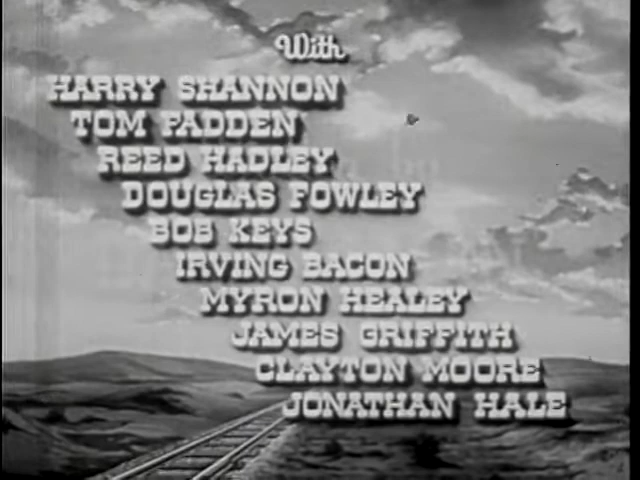 With
HARRY SHANNON
TOM PADDEN
REED HADLEY
DOUGLAS FOWLEY
BOB KEYS
IRVING BACON
MYRON HEALEY
JAMES GRIFFITH
CLAYTON MOORE
JONATHAN HALE